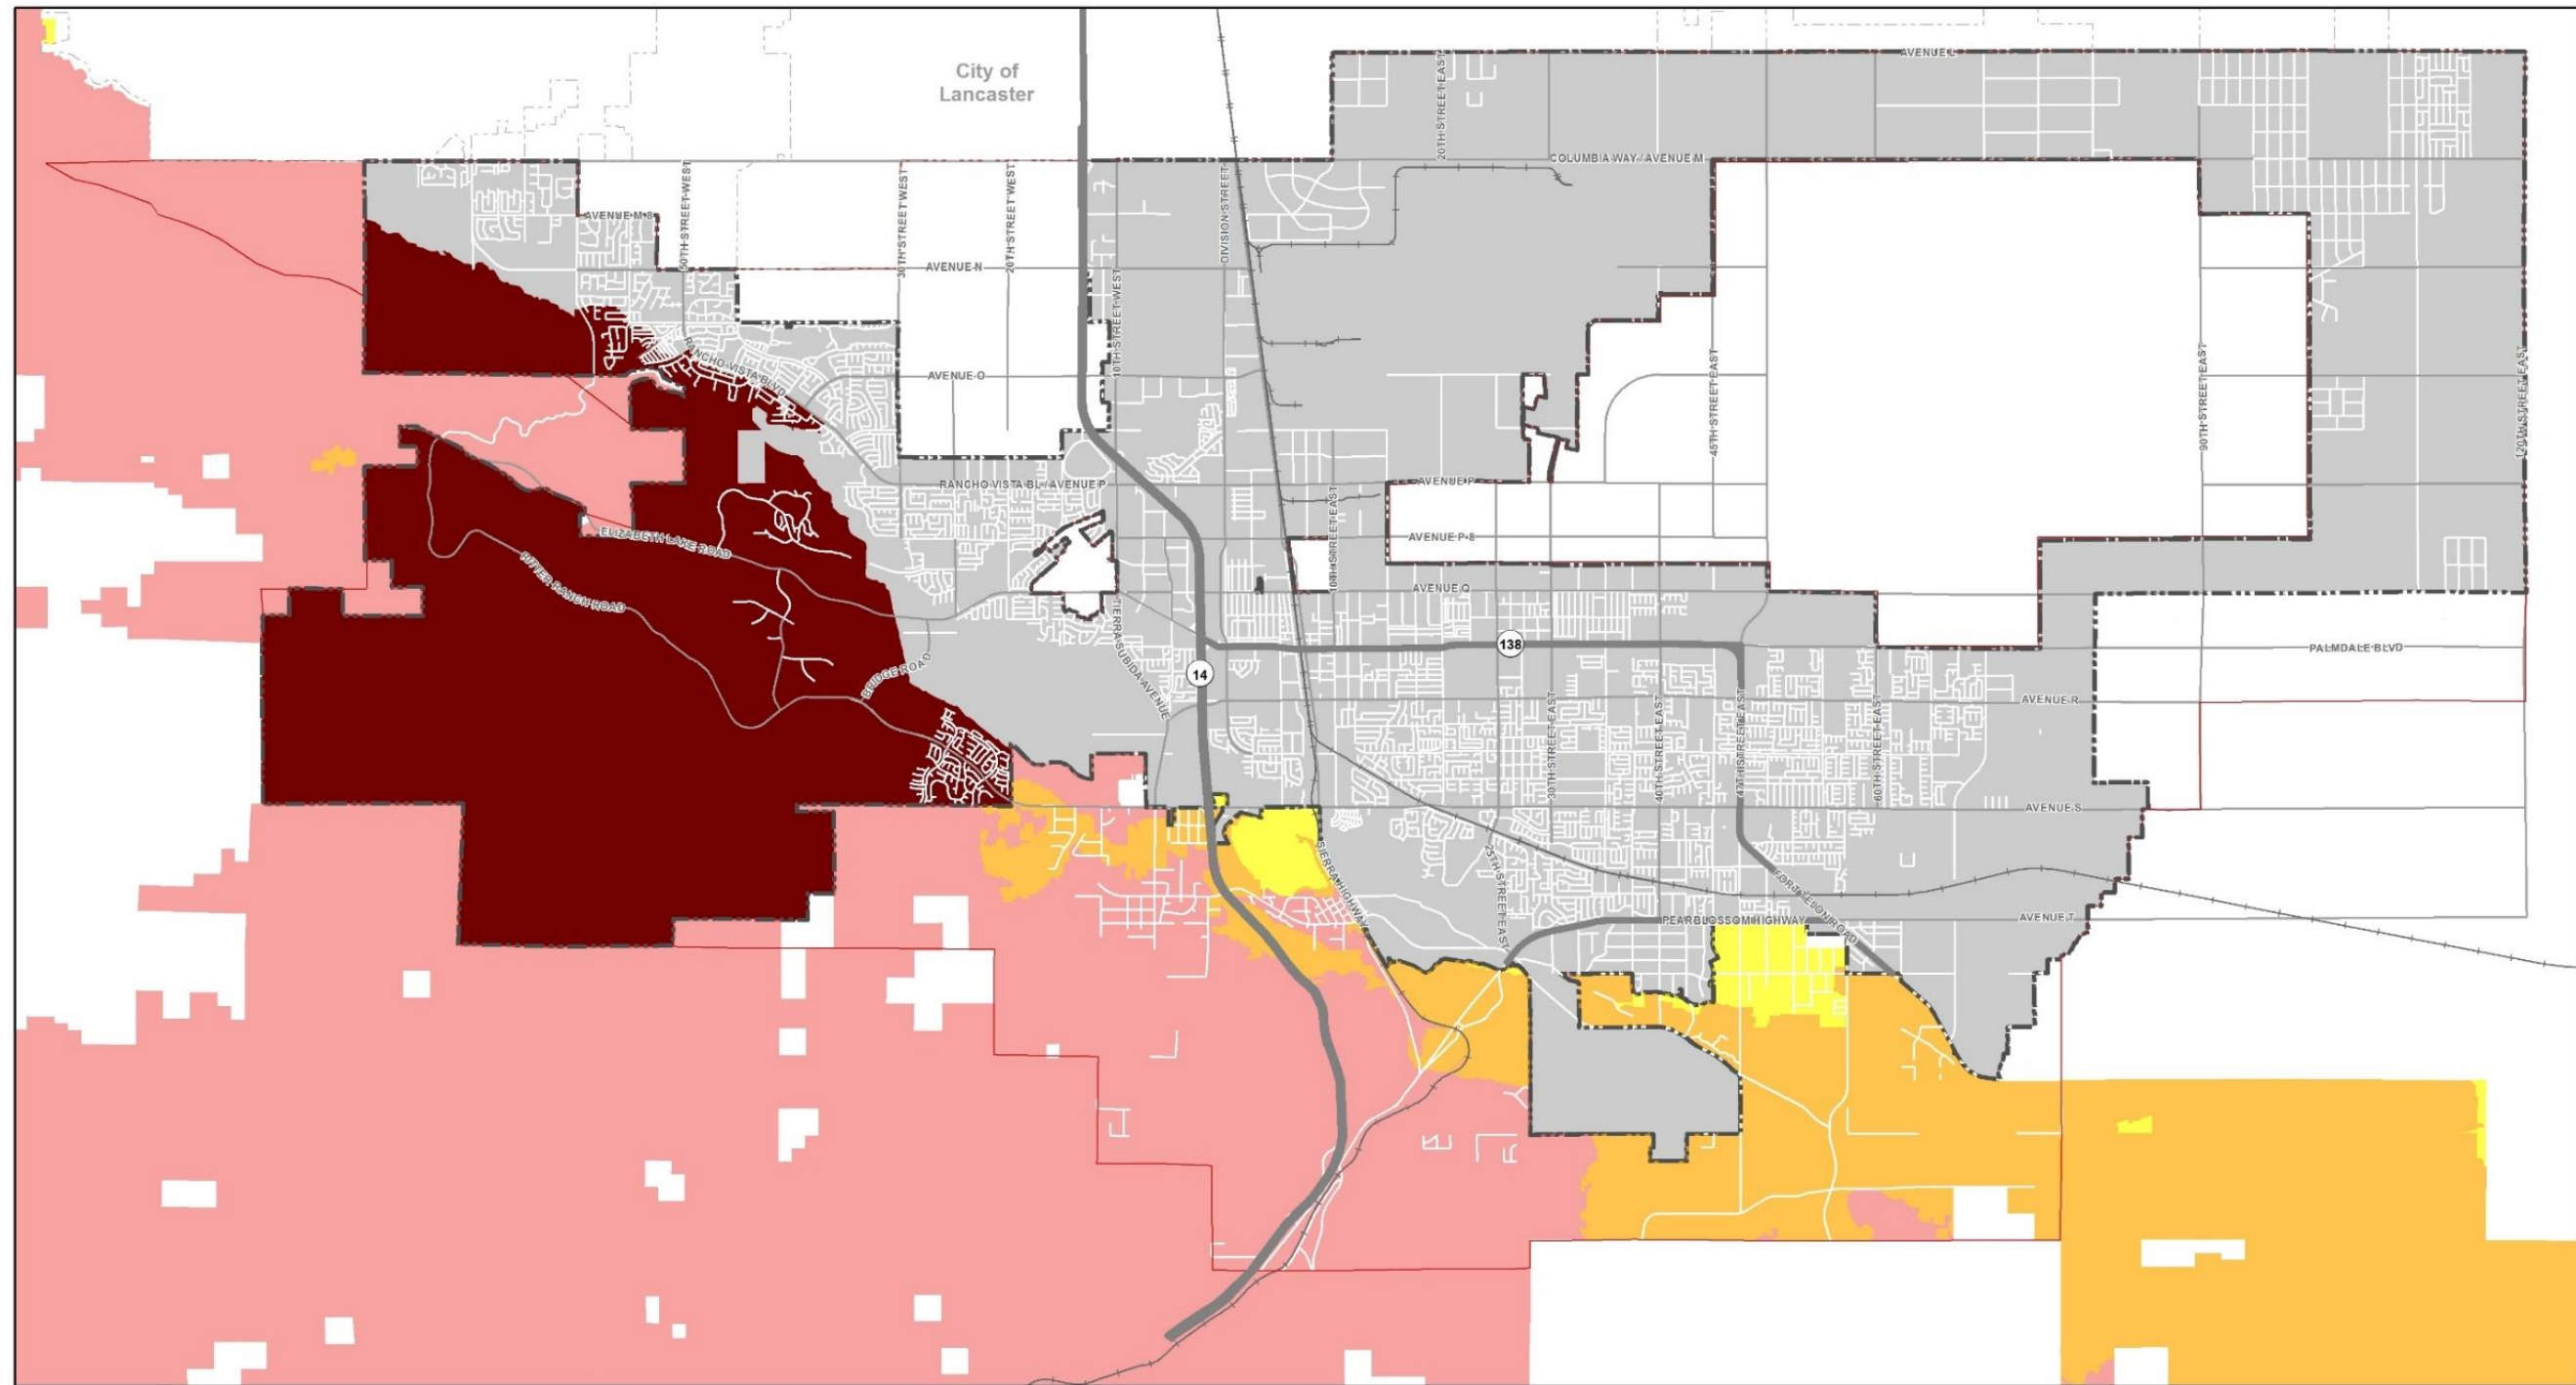 AVENUE L
City of
Lancaster
20TH STREET EAST
COLUMBIA WAY / AVENUE M
AVENUE M-8
50TH STREET WEST
30TH STREET WEST
20TH STREET WEST
DIVISION STREET
AVENUE N
10TH STREET WEST
RANCHO VISTA BLVD
AVENUE O
45TH STREET EAST
90TH STREET EAST
120TH STREET EAST
RANCHO VISTA BL / AVENUE P
AVENUE P
10TH STREET EAST
ELIZABETH LAKE ROAD
AVENUE P-8
RITTER RANCH ROAD
AVENUE Q
TIERRA SUBIDA AVENUE
138
PALMDALE BLVD
14
BRIDGE ROAD
AVENUE R
30TH STREET EAST
40TH STREET EAST
47TH STREET EAST
60TH STREET EAST
AVENUE S
SIERRA HIGHWAY
25TH STREET EAST
FORT TEJON ROAD
PEARBLOSSOM HIGHWAY
AVENUE T